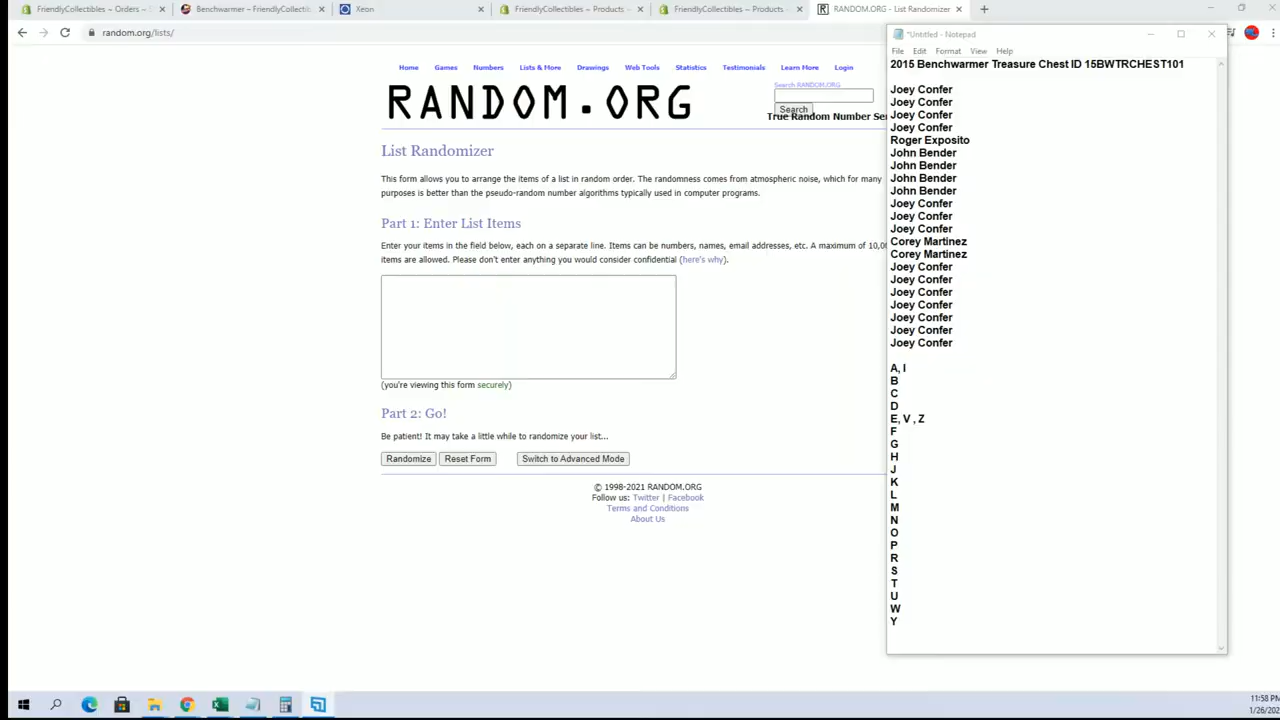 FriendlyCollectibles ~ Orders ~ S
Benchwarmer – FriendlyCollectib
Xeon
FriendlyCollectibles ~ Products ~
FriendlyCollectibles ~ Products ~
RANDOM.ORG - List Randomizer
random.org/lists/
Home Games Numbers Lists & More Drawings Web Tools Statistics Testimonials Learn More Login
RANDOM.ORG
Search RANDOM.ORG
Search
True Random Number Se
List Randomizer
This form allows you to arrange the items of a list in random order. The randomness comes from atmospheric noise, which for many
purposes is better than the pseudo-random number algorithms typically used in computer programs.
Part 1: Enter List Items
Enter your items in the field below, each on a separate line. Items can be numbers, names, email addresses, etc. A maximum of 10,0
items are allowed. Please don't enter anything you would consider confidential (here's why).
(you're viewing this form securely)
Part 2: Go!
Be patient! It may take a little while to randomize your list...
Randomize Reset Form Switch to Advanced Mode
© 1998-2021 RANDOM.ORG
Follow us: Twitter | Facebook
Terms and Conditions
About Us
*Untitled - Notepad
File Edit Format View Help
2015 Benchwarmer Treasure Chest ID 15BWTRCHEST101
Joey Confer
Joey Confer
Joey Confer
Joey Confer
Roger Exposito
John Bender
John Bender
John Bender
John Bender
Joey Confer
Joey Confer
Joey Confer
Corey Martinez
Corey Martinez
Joey Confer
Joey Confer
Joey Confer
Joey Confer
Joey Confer
Joey Confer
Joey Confer
A, I
B
C
D
E, V , Z
F
G
H
J
K
L
M
N
O
P
R
S
T
U
W
Y
11:58 PM
1/26/202